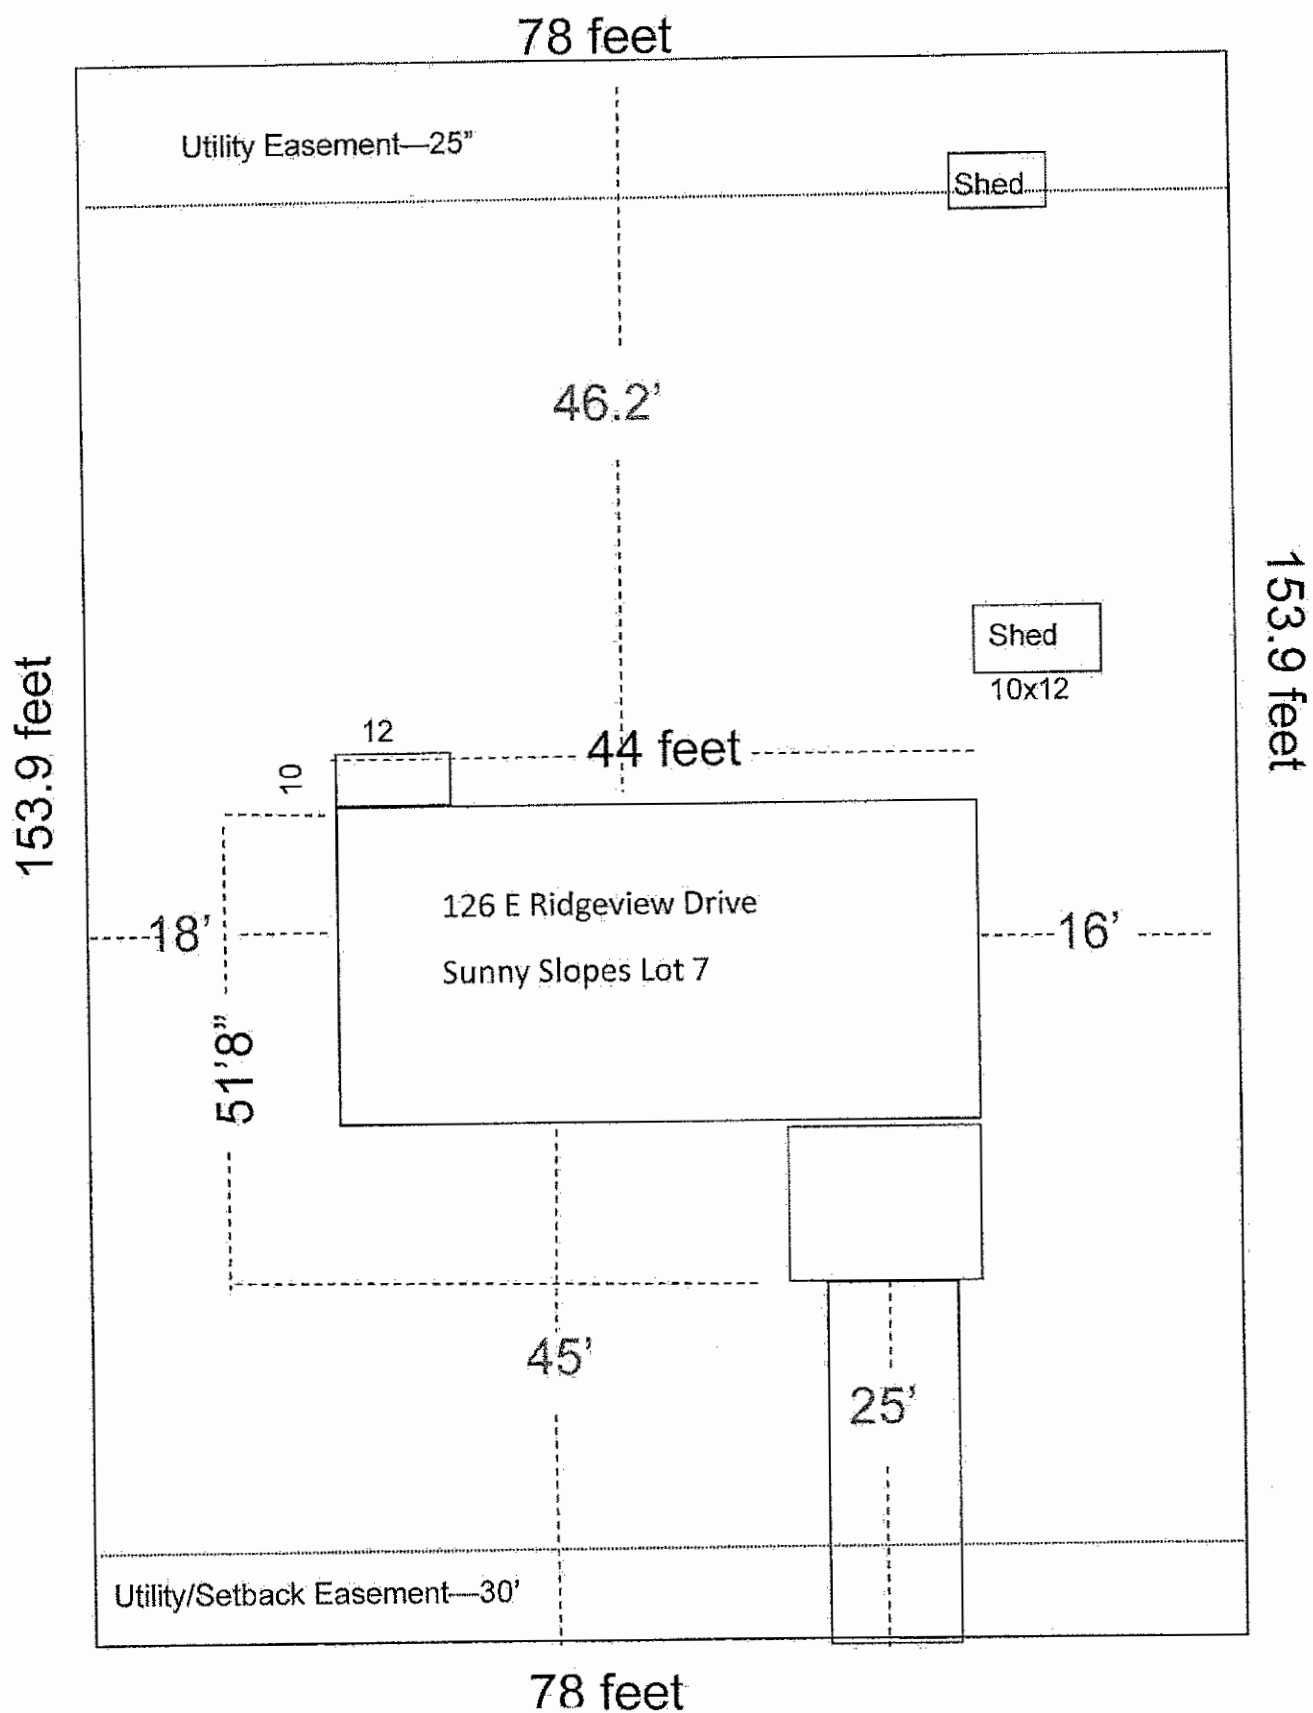 78 feet
Utility Easement—25”
Shed
46.2’
153.9 feet
Shed
10x12
153.9 feet
12
44 feet
10
126 E Ridgeview Drive
18’
16’
Sunny Slopes Lot 7
51’8”
45’
25’
Utility/Setback Easement—30’
78 feet